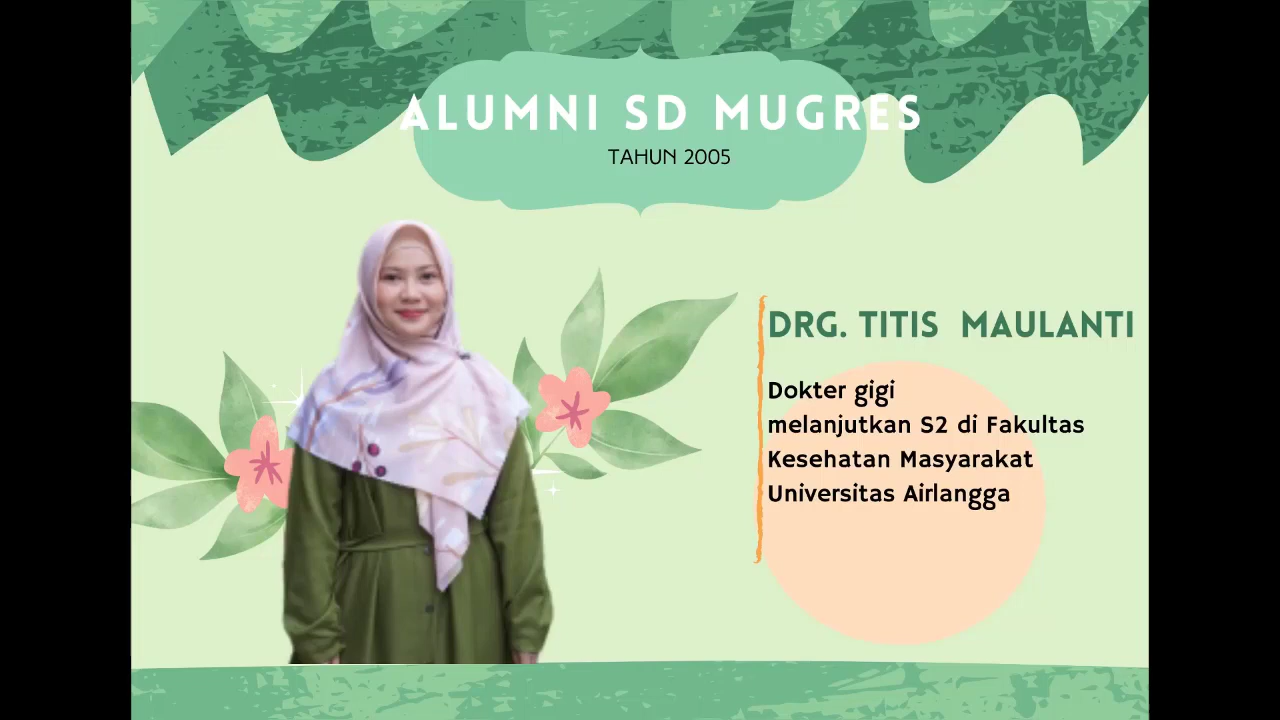 ALUMNI SD MUGRES
TAHUN 2005
DRG. TITIS MAULANTI
Dokter gigi
melanjutkan S2 di Fakultas
Kesehatan Masyarakat
Universitas Airlangga